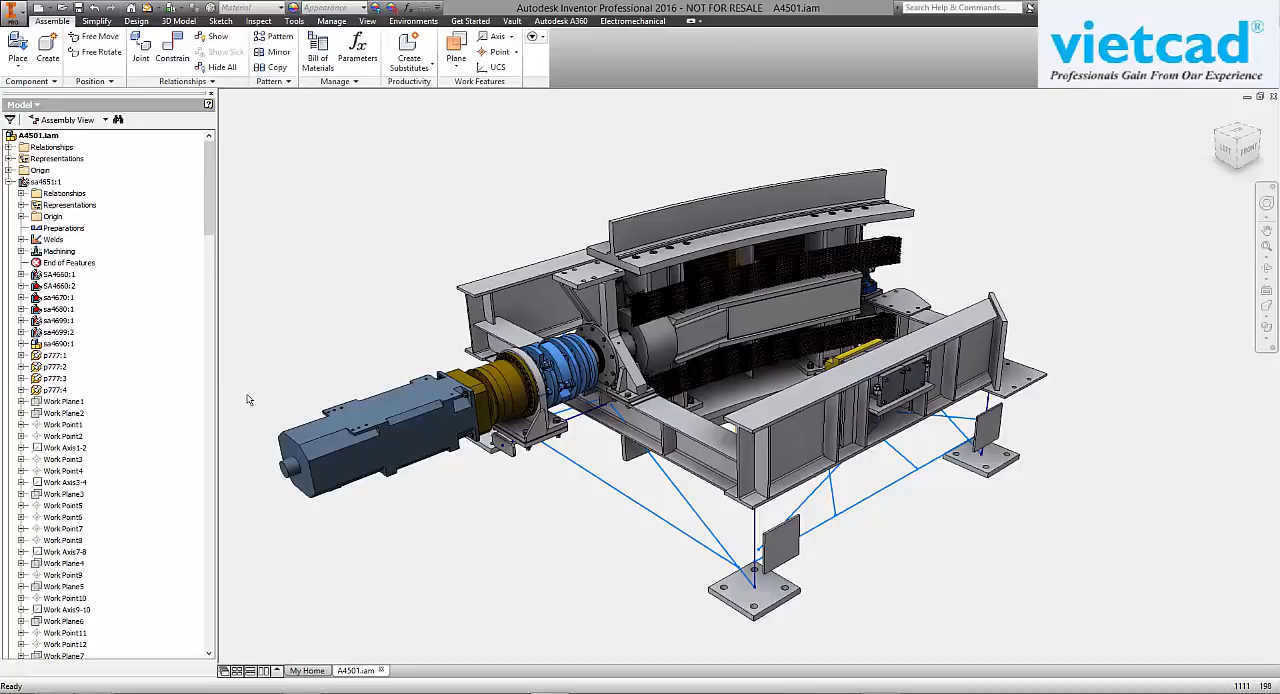 Material
Appearance
Autodesk Inventor Professional 2016 - NOT FOR RESALE A4501.iam
Search Help & Commands...
PRO
Assemble Simplify Design 3D Model Sketch Inspect Tools Manage View Environments Get Started Vault Autodesk A360 Electromechanical
vietcad®
Professionals Gain From Our Experience
Place Create
Free Move
Free Rotate
Joint Constrain
Show
Show Sick
Hide All
Pattern
Mirror
Copy
Bill of Materials
Parameters
Create Substitutes
Plane
Axis
Point
UCS
Component Position Relationships Pattern Manage Productivity Work Features
Model
Assembly View
A4501.iam
Relationships
Representations
Origin
sa4651:1
Relationships
Representations
Origin
Preparations
Welds
Machining
End of Features
SA4660:1
SA4660:2
sa4670:1
sa4680:1
sa4699:1
sa4699:2
sa4690:1
p777:1
p777:2
p777:3
p777:4
Work Plane1
Work Plane2
Work Point1
Work Point2
Work Axis1-2
Work Point3
Work Point4
Work Axis3-4
Work Plane3
Work Point5
Work Point6
Work Point7
Work Point8
Work Axis7-8
Work Plane4
Work Point9
Work Plane5
Work Point10
Work Axis9-10
Work Plane6
Work Point11
Work Point12
Work Plane7
LEFT FRONT
My Home A4501.iam
Ready
1111 198